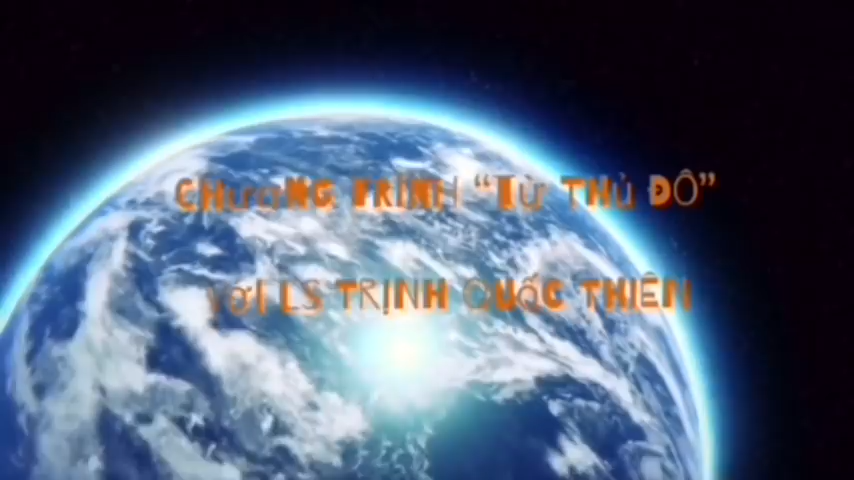 CHƯƠNG TRÌNH “TỪ THỦ ĐÔ”
VỚI LS TRỊNH QUỐC THIÊN